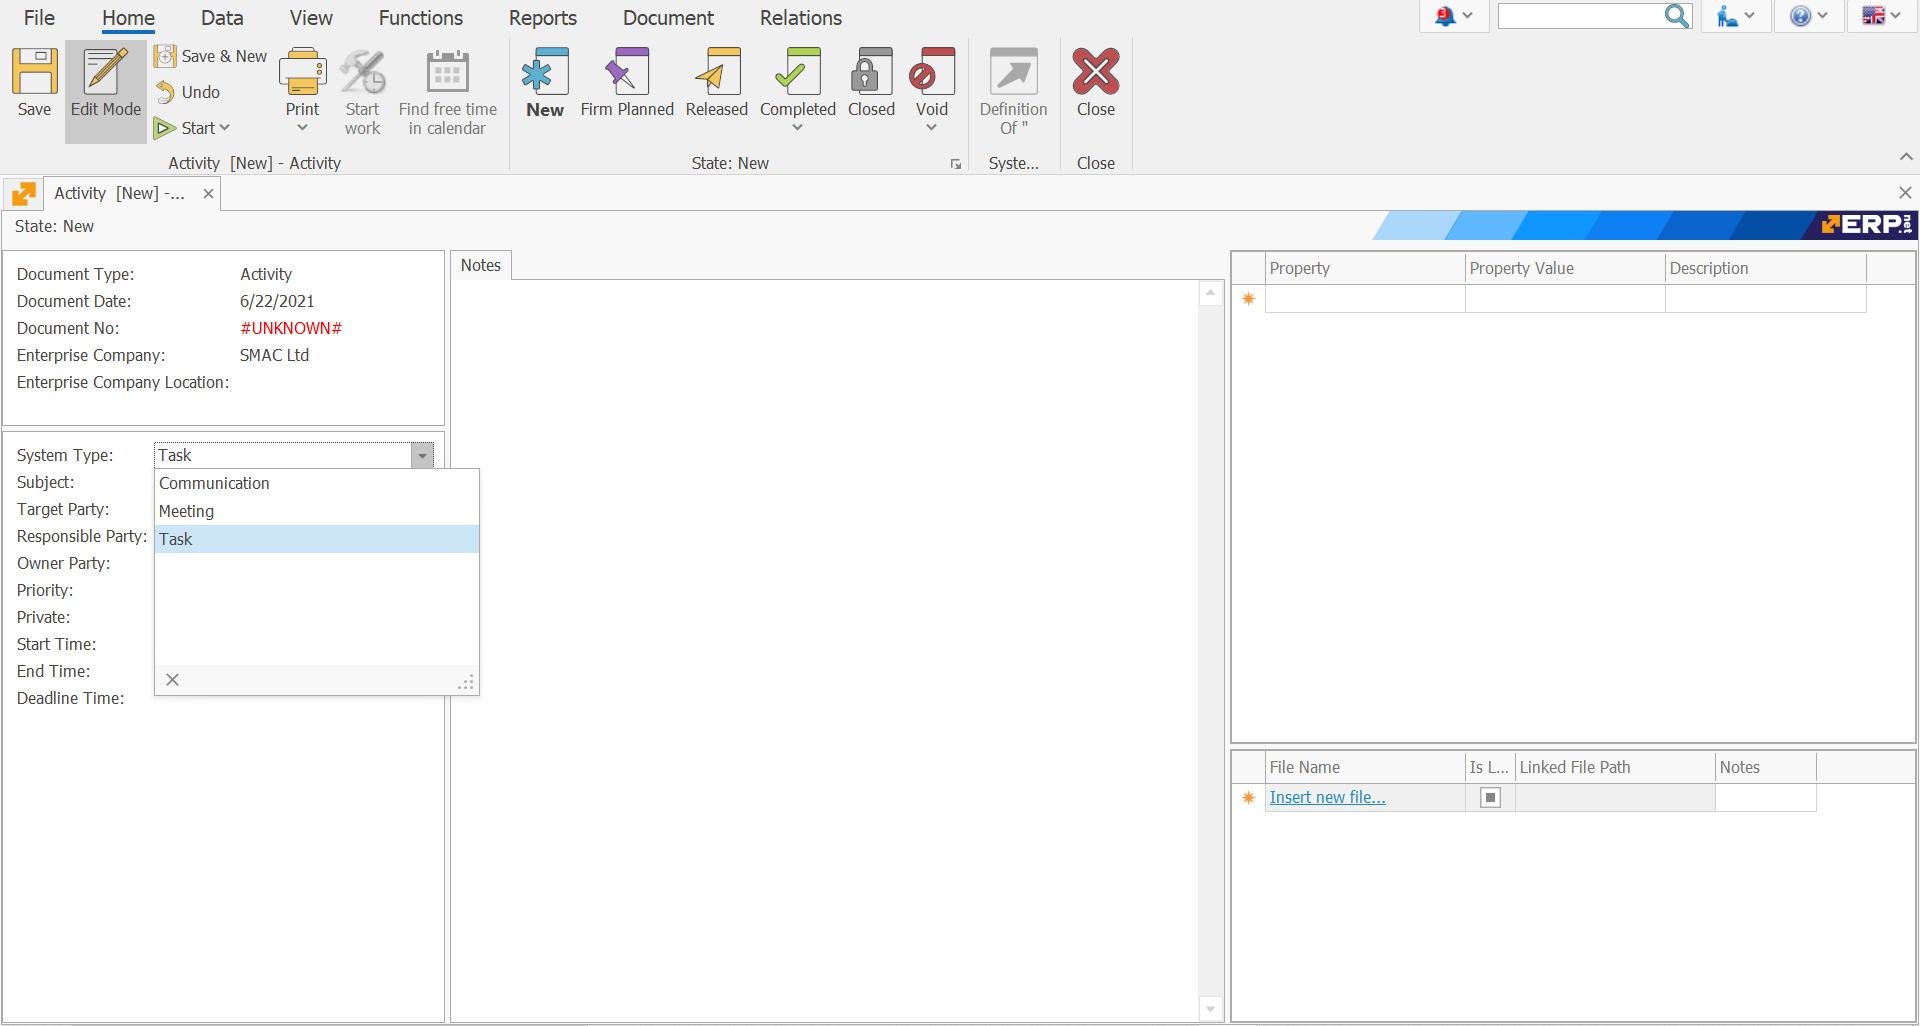 File Home Data View Functions Reports Document Relations
3
Save
Edit Mode
Save & New
Undo
Start
Print
Start work
Find free time in calendar
New
Firm Planned
Released
Completed
Closed
Void
Definition Of "
Close
Activity [New] - Activity
State: New
Syste...
Close
Activity [New] -...
State: New
ERP.net
Document Type: Activity
Document Date: 6/22/2021
Document No: #UNKNOWN#
Enterprise Company: SMAC Ltd
Enterprise Company Location:
System Type: Task
Communication
Meeting
Task
Subject:
Target Party:
Responsible Party:
Owner Party:
Priority:
Private:
Start Time:
End Time:
Deadline Time:
Notes
Property Property Value Description
File Name Is L... Linked File Path Notes
Insert new file...